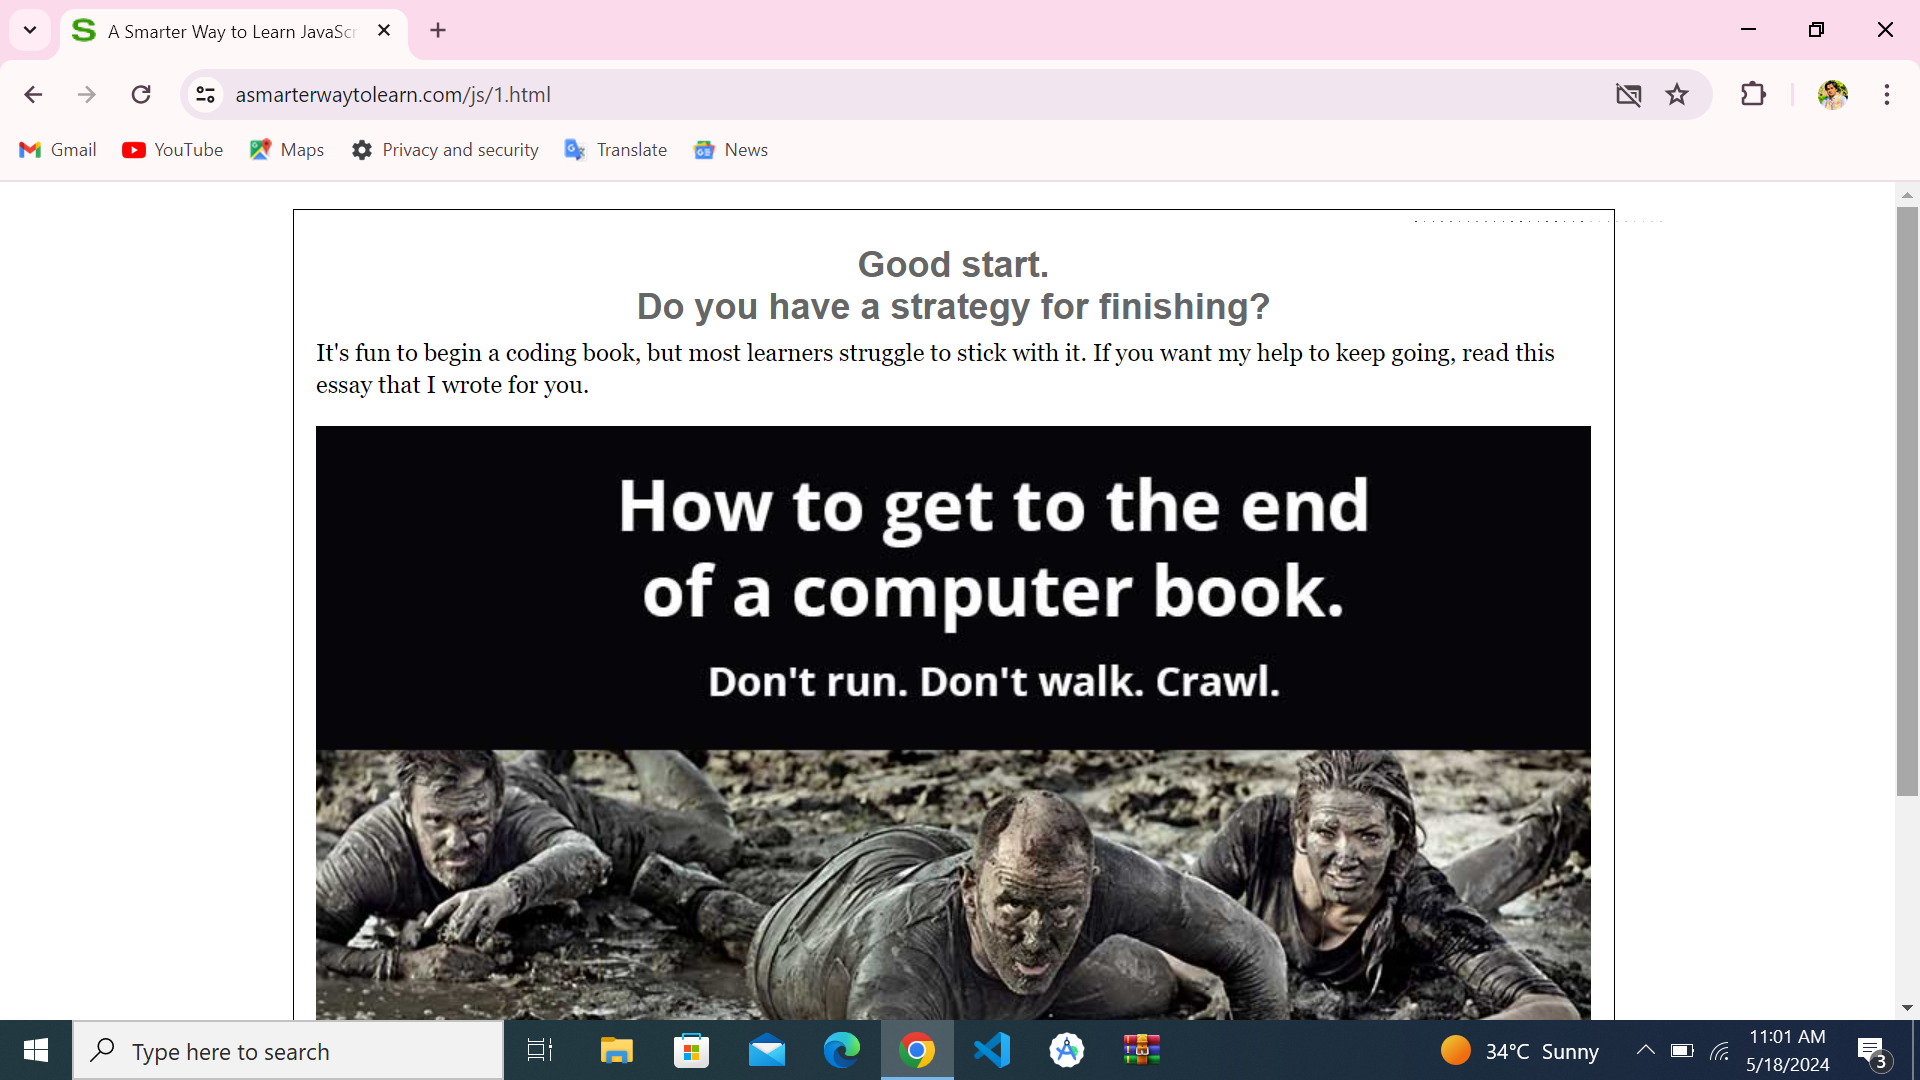 A Smarter Way to Learn JavaScr
asmarterwaytolearn.com/js/1.html
Gmail YouTube Maps Privacy and security Translate News
Good start.
Do you have a strategy for finishing?
It's fun to begin a coding book, but most learners struggle to stick with it. If you want my help to keep going, read this
essay that I wrote for you.
How to get to the end
of a computer book.
Don't run. Don't walk. Crawl.
Type here to search
34°C Sunny
11:01 AM
5/18/2024
3